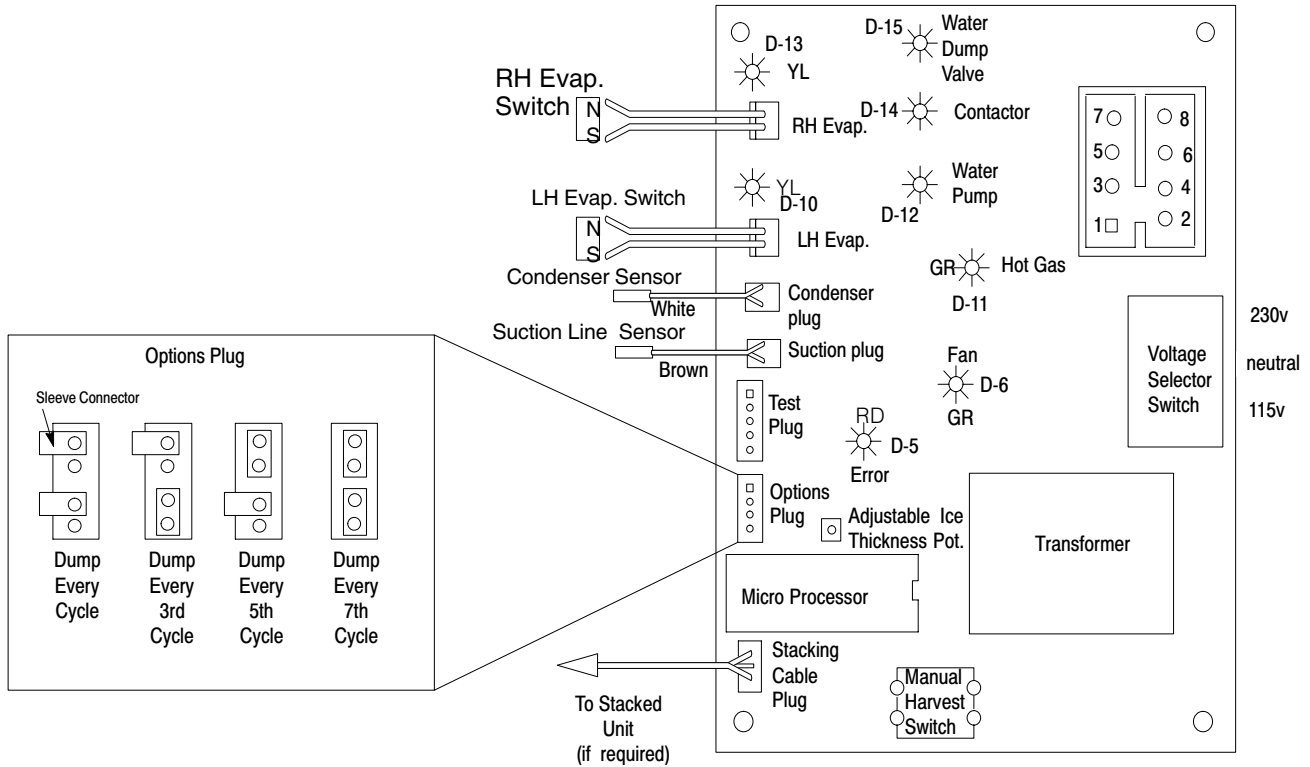 D-13
YL
D-15
Water
Dump
Valve
RH Evap.
Switch
N
S
RH Evap.
D-14
Contactor
7
8
5
6
3
4
1
2
LH Evap. Switch
N
S
YL
D-10
LH Evap.
Water
Pump
D-12
GR
Hot Gas
D-11
Condenser Sensor
White
Condenser
plug
Suction Line Sensor
Brown
Suction plug
Fan
D-6
GR
Voltage
Selector
Switch
230v
neutral
115v
Test
Plug
RD
D-5
Error
Options Plug
Sleeve Connector
Dump
Every
Cycle
Dump
Every
3rd
Cycle
Dump
Every
5th
Cycle
Dump
Every
7th
Cycle
Options
Plug
Adjustable Ice
Thickness Pot.
Transformer
Micro Processor
Stacking
Cable
Plug
To Stacked
Unit
(if required)
Manual
Harvest
Switch